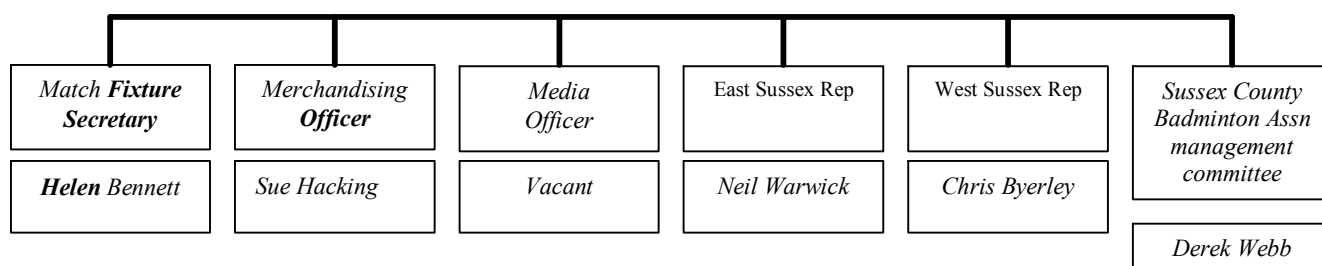 Match Fixture
Secretary
Helen Bennett
Merchandising
Officer
Sue Hacking
Media
Officer
Vacant
East Sussex Rep
Neil Warwick
West Sussex Rep
Chris Byerley
Sussex County
Badminton Assn
management
committee
Derek Webb